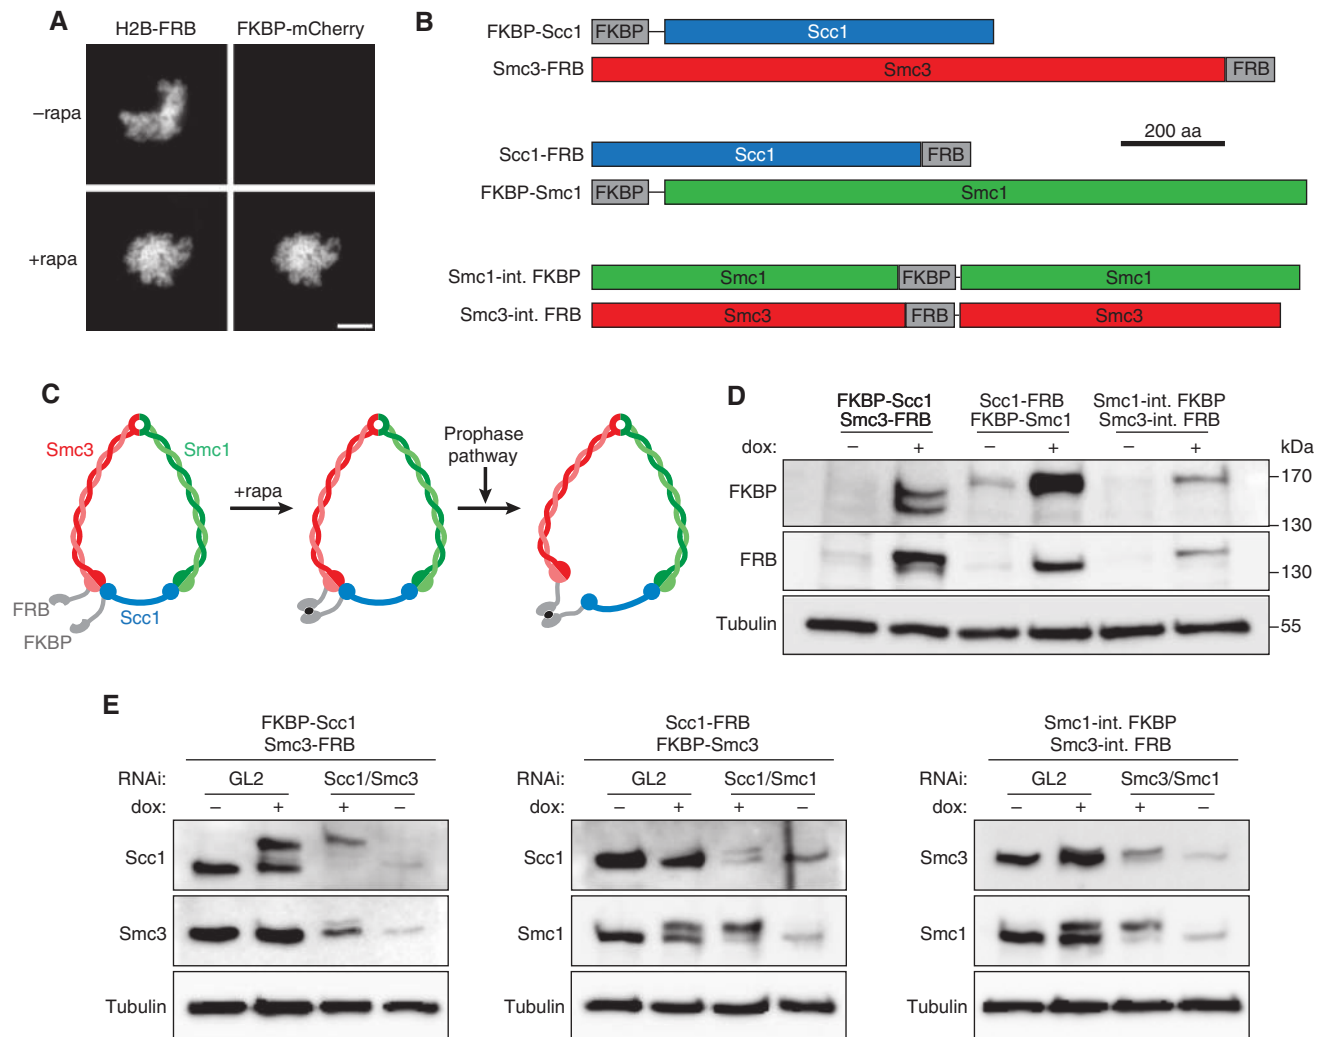 A
H2B-FRB FKBP-mCherry
–rapa
+rapa
B
FKBP-Scc1 FKBP Scc1
Smc3-FRB Smc3 FRB
200 aa
Scc1-FRB Scc1 FRB
FKBP-Smc1 FKBP Smc1
Smc1-int. FKBP Smc1 FKBP Smc1
Smc3-int. FRB Smc3 FRB Smc3
C
Smc3 Smc1
+rapa
Prophase
pathway
FRB
Scc1
FKBP
D
FKBP-Scc1 Scc1-FRB Smc1-int. FKBP
Smc3-FRB FKBP-Smc1 Smc3-int. FRB
dox: – + – + – + kDa
FKBP 170
130
FRB 130
Tubulin 55
E
FKBP-Scc1
Smc3-FRB
RNAi: GL2 Scc1/Smc3
dox: – + + –
Scc1
Smc3
Tubulin
Scc1-FRB
FKBP-Smc3
RNAi: GL2 Scc1/Smc1
dox: – + + –
Scc1
Smc1
Tubulin
Smc1-int. FKBP
Smc3-int. FRB
RNAi: GL2 Smc3/Smc1
dox: – + + –
Smc3
Smc1
Tubulin